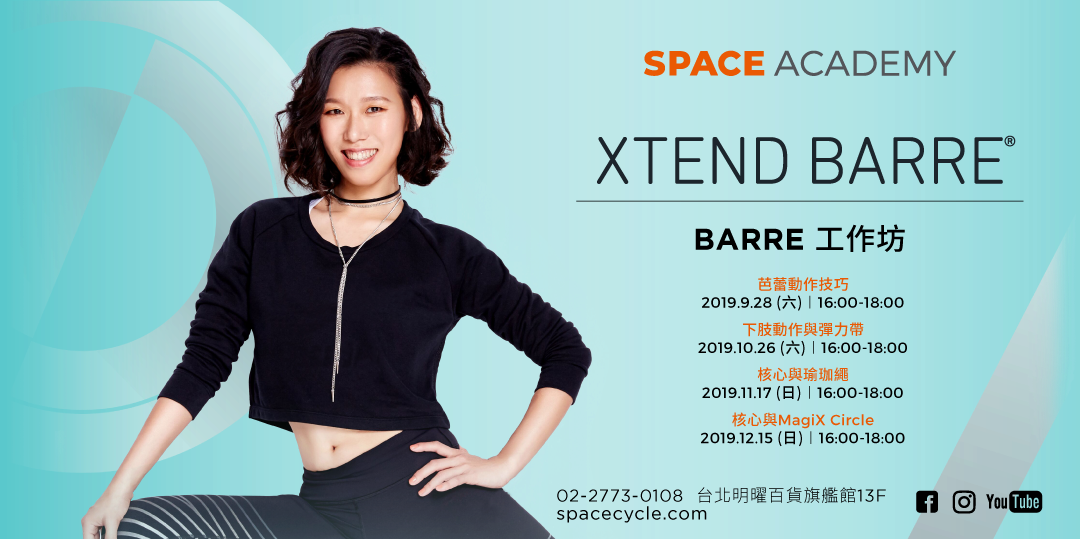 SPACE ACADEMY
XTEND BARRE®
BARRE 工作坊
芭蕾動作技巧
2019.9.28 (六) | 16:00-18:00
下肢動作與彈力帶
2019.10.26 (六) | 16:00-18:00
核心與瑜珈繩
2019.11.17 (日) | 16:00-18:00
核心與MagiX Circle
2019.12.15 (日) | 16:00-18:00
02-2773-0108 台北明曜百貨旗艦館13F
spacecycle.com
YouTube